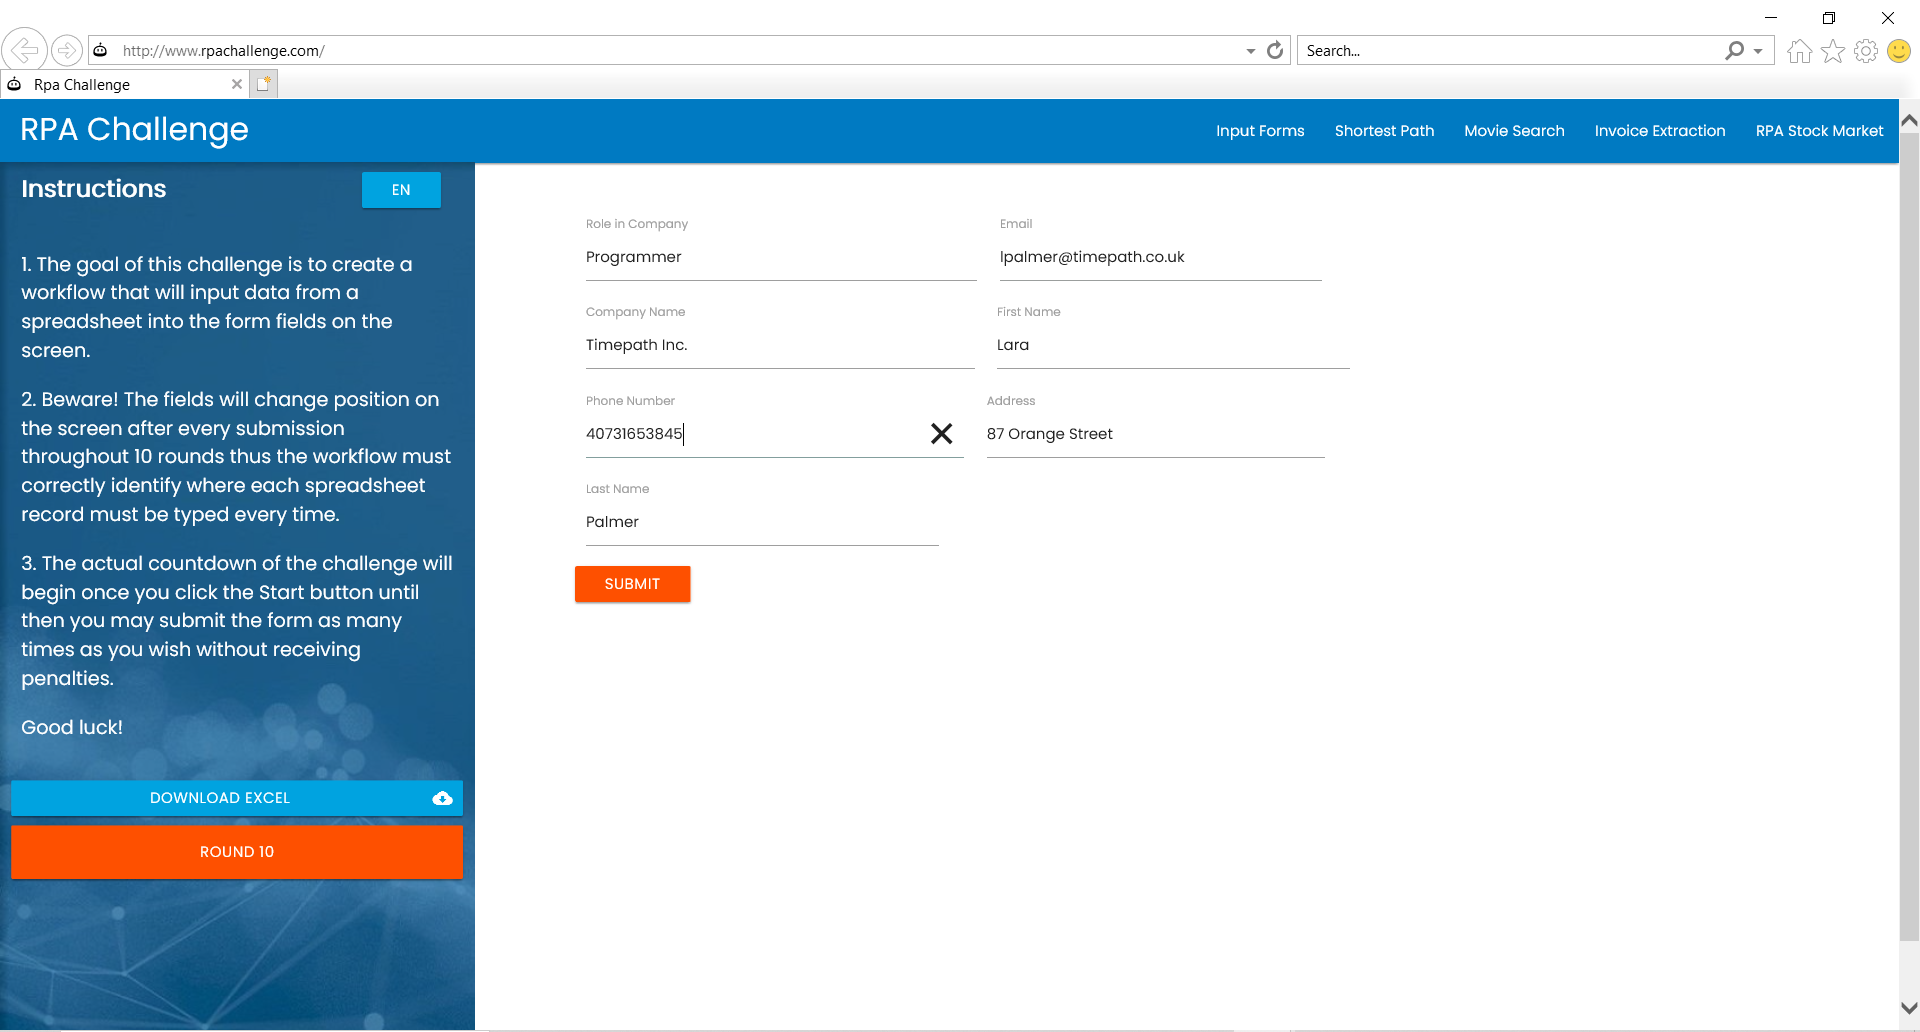 http://www.rpachallenge.com/
Search...
Rpa Challenge
RPA Challenge
Input Forms
Shortest Path
Movie Search
Invoice Extraction
RPA Stock Market
Instructions
EN
1. The goal of this challenge is to create a
workflow that will input data from a
spreadsheet into the form fields on the
screen.
2. Beware! The fields will change position on
the screen after every submission
throughout 10 rounds thus the workflow must
correctly identify where each spreadsheet
record must be typed every time.
3. The actual countdown of the challenge will
begin once you click the Start button until
then you may submit the form as many
times as you wish without receiving
penalties.
Good luck!
DOWNLOAD EXCEL
ROUND 10
Role in Company
Programmer
Email
lpalmer@timepath.co.uk
Company Name
Timepath Inc.
First Name
Lara
Phone Number
40731653845
Address
87 Orange Street
Last Name
Palmer
SUBMIT